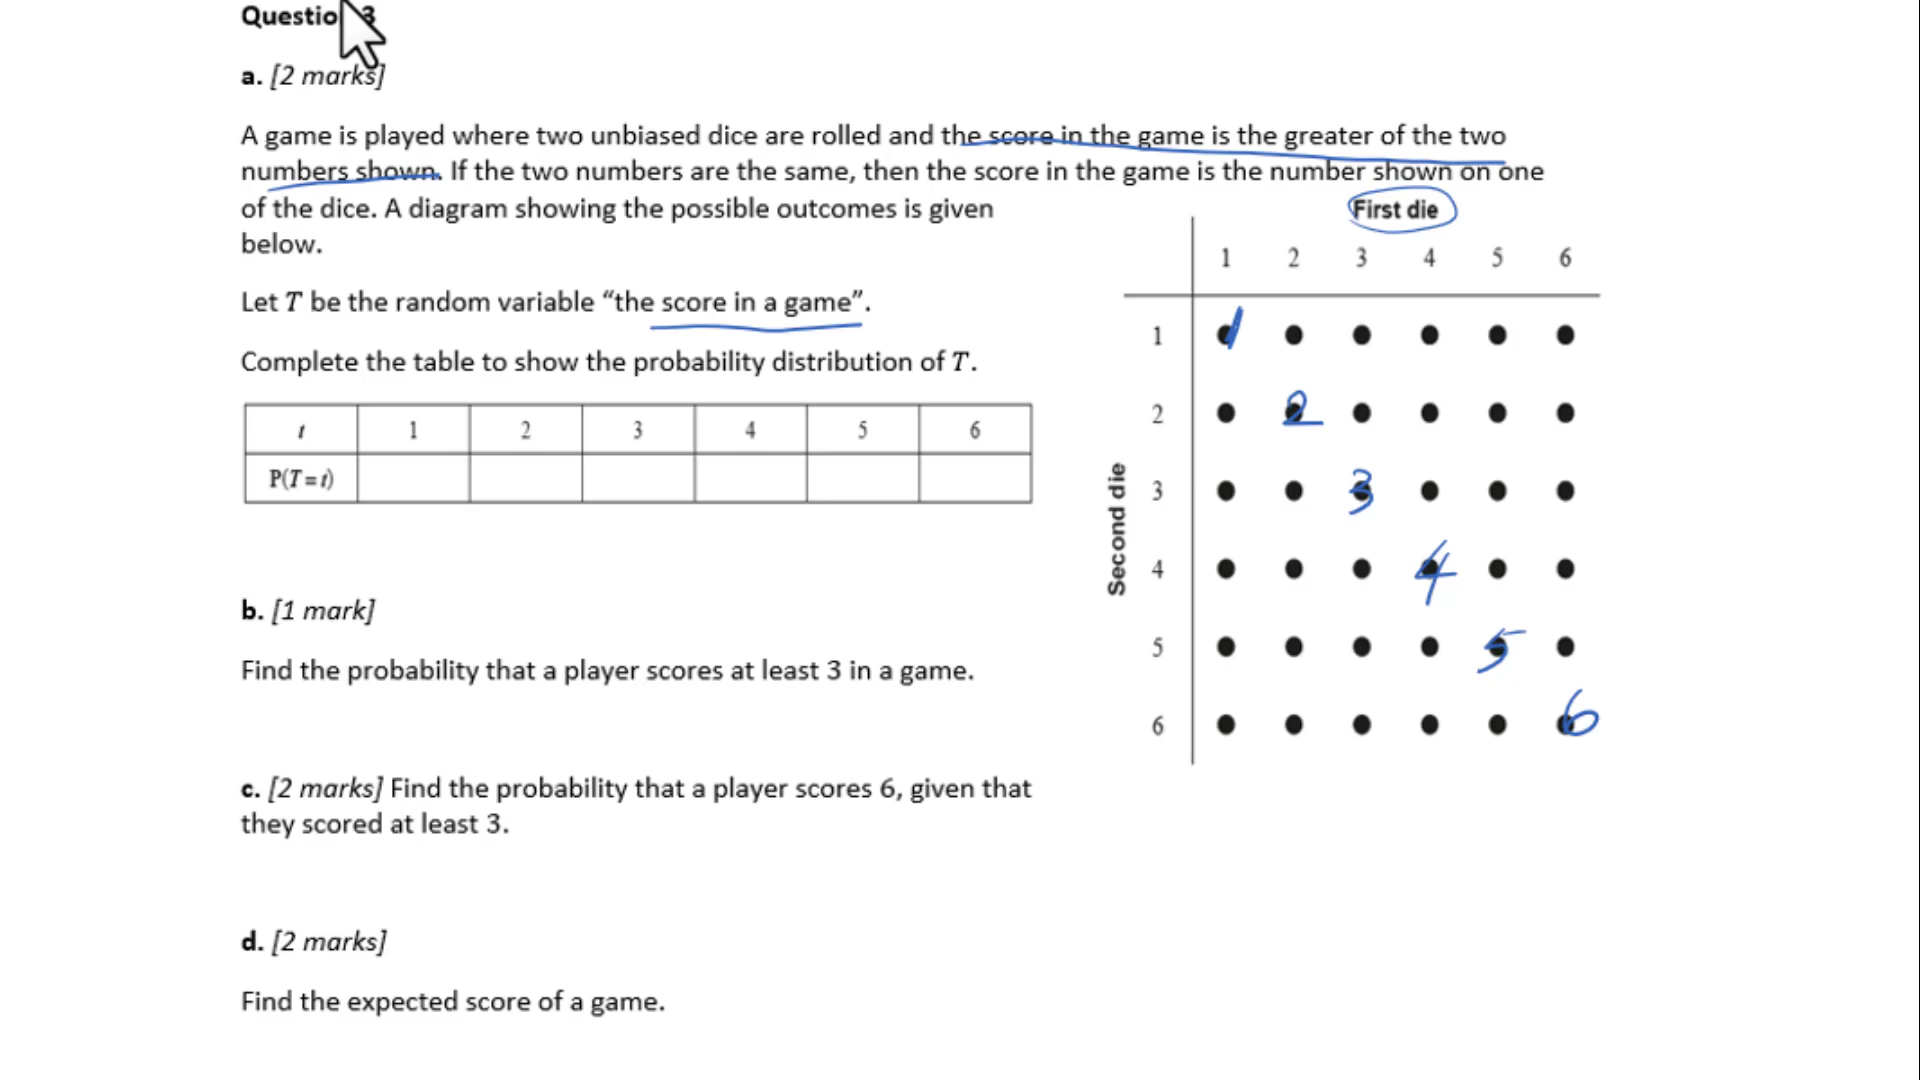 Questio 3
a. [2 marks]
A game is played where two unbiased dice are rolled and the score in the game is the greater of the two
numbers shown. If the two numbers are the same, then the score in the game is the number shown on one
of the dice. A diagram showing the possible outcomes is given
below.
Let T be the random variable “the score in a game”.
Complete the table to show the probability distribution of T.
t 1 2 3 4 5 6
P(T = t)
b. [1 mark]
Find the probability that a player scores at least 3 in a game.
c. [2 marks] Find the probability that a player scores 6, given that
they scored at least 3.
d. [2 marks]
Find the expected score of a game.
First die
1 2 3 4 5 6
Second die
1 1
2 2
3 3
4 4
5 5
6 6